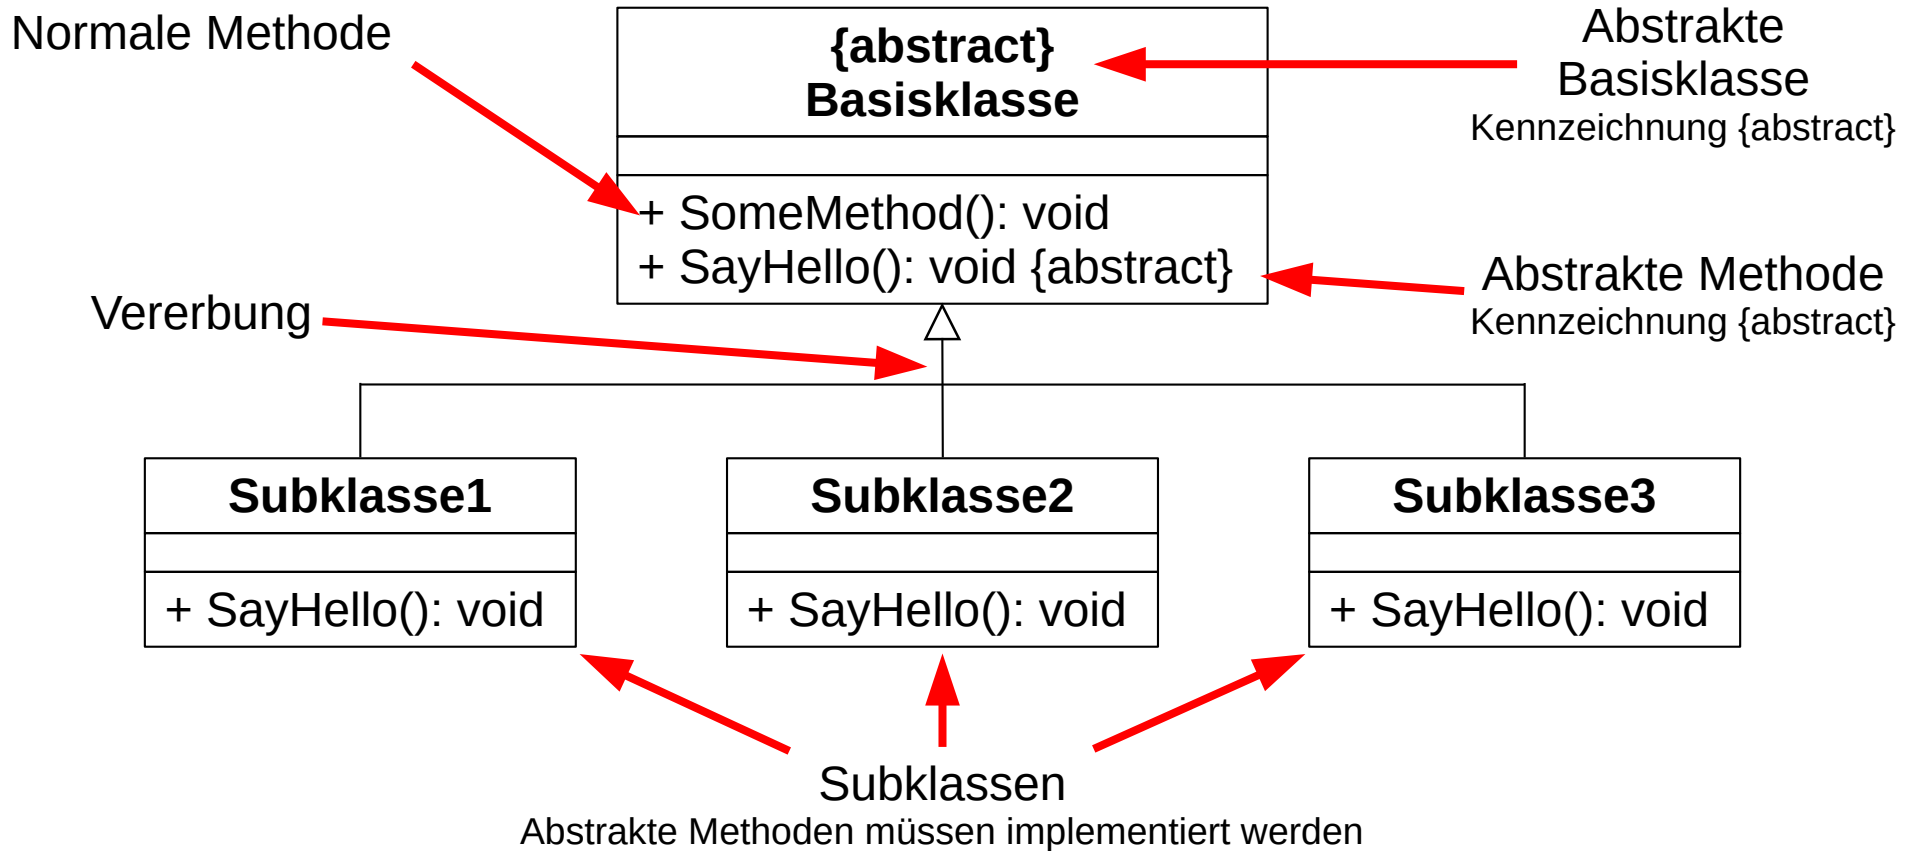 Normale Methode
{abstract}
Basisklasse
Abstrakte
Basisklasse
Kennzeichnung {abstract}
+ SomeMethod(): void
+ SayHello(): void {abstract}
Abstrakte Methode
Kennzeichnung {abstract}
Vererbung
Subklasse1
+ SayHello(): void
Subklasse2
+ SayHello(): void
Subklasse3
+ SayHello(): void
Subklassen
Abstrakte Methoden müssen implementiert werden